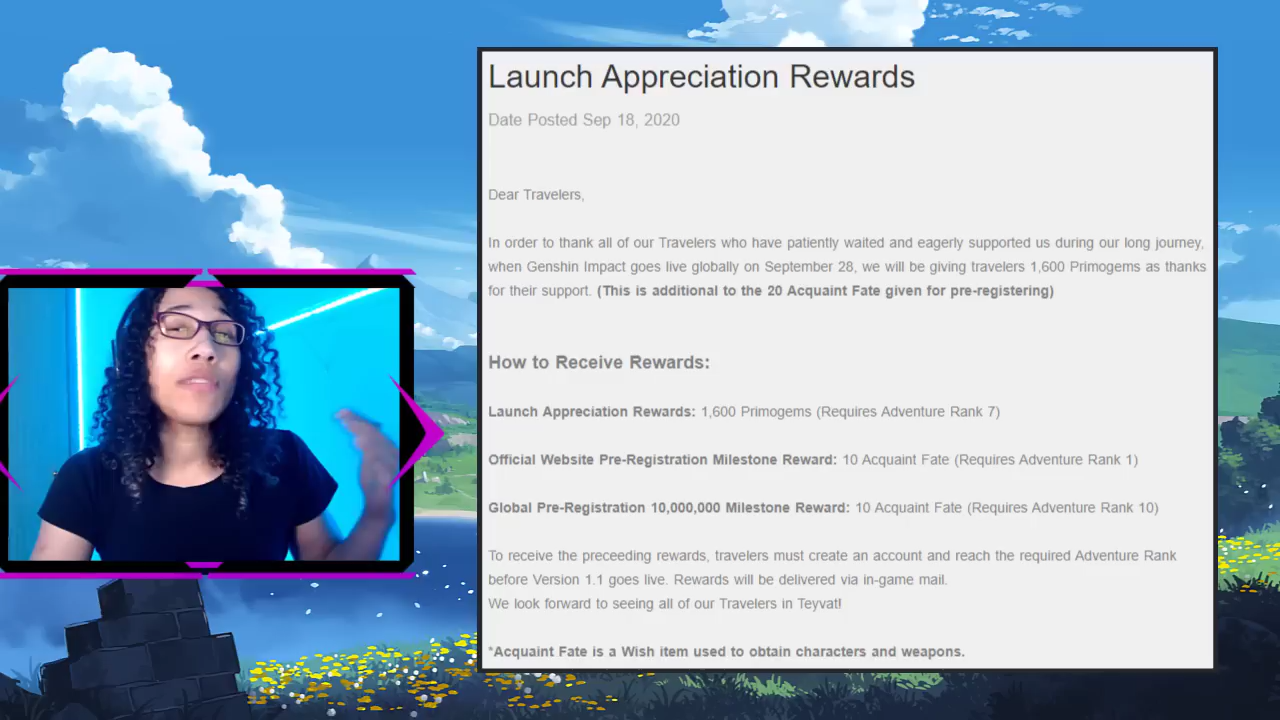 Launch Appreciation Rewards
Date Posted Sep 18, 2020
Dear Travelers,
In order to thank all of our Travelers who have patiently waited and eagerly supported us during our long journey,
when Genshin Impact goes live globally on September 28, we will be giving travelers 1,600 Primogems as thanks
for their support. (This is additional to the 20 Acquaint Fate given for pre-registering)
How to Receive Rewards:
Launch Appreciation Rewards: 1,600 Primogems (Requires Adventure Rank 7)
Official Website Pre-Registration Milestone Reward: 10 Acquaint Fate (Requires Adventure Rank 1)
Global Pre-Registration 10,000,000 Milestone Reward: 10 Acquaint Fate (Requires Adventure Rank 10)
To receive the preceeding rewards, travelers must create an account and reach the required Adventure Rank
before Version 1.1 goes live. Rewards will be delivered via in-game mail.
We look forward to seeing all of our Travelers in Teyvat!
*Acquaint Fate is a Wish item used to obtain characters and weapons.